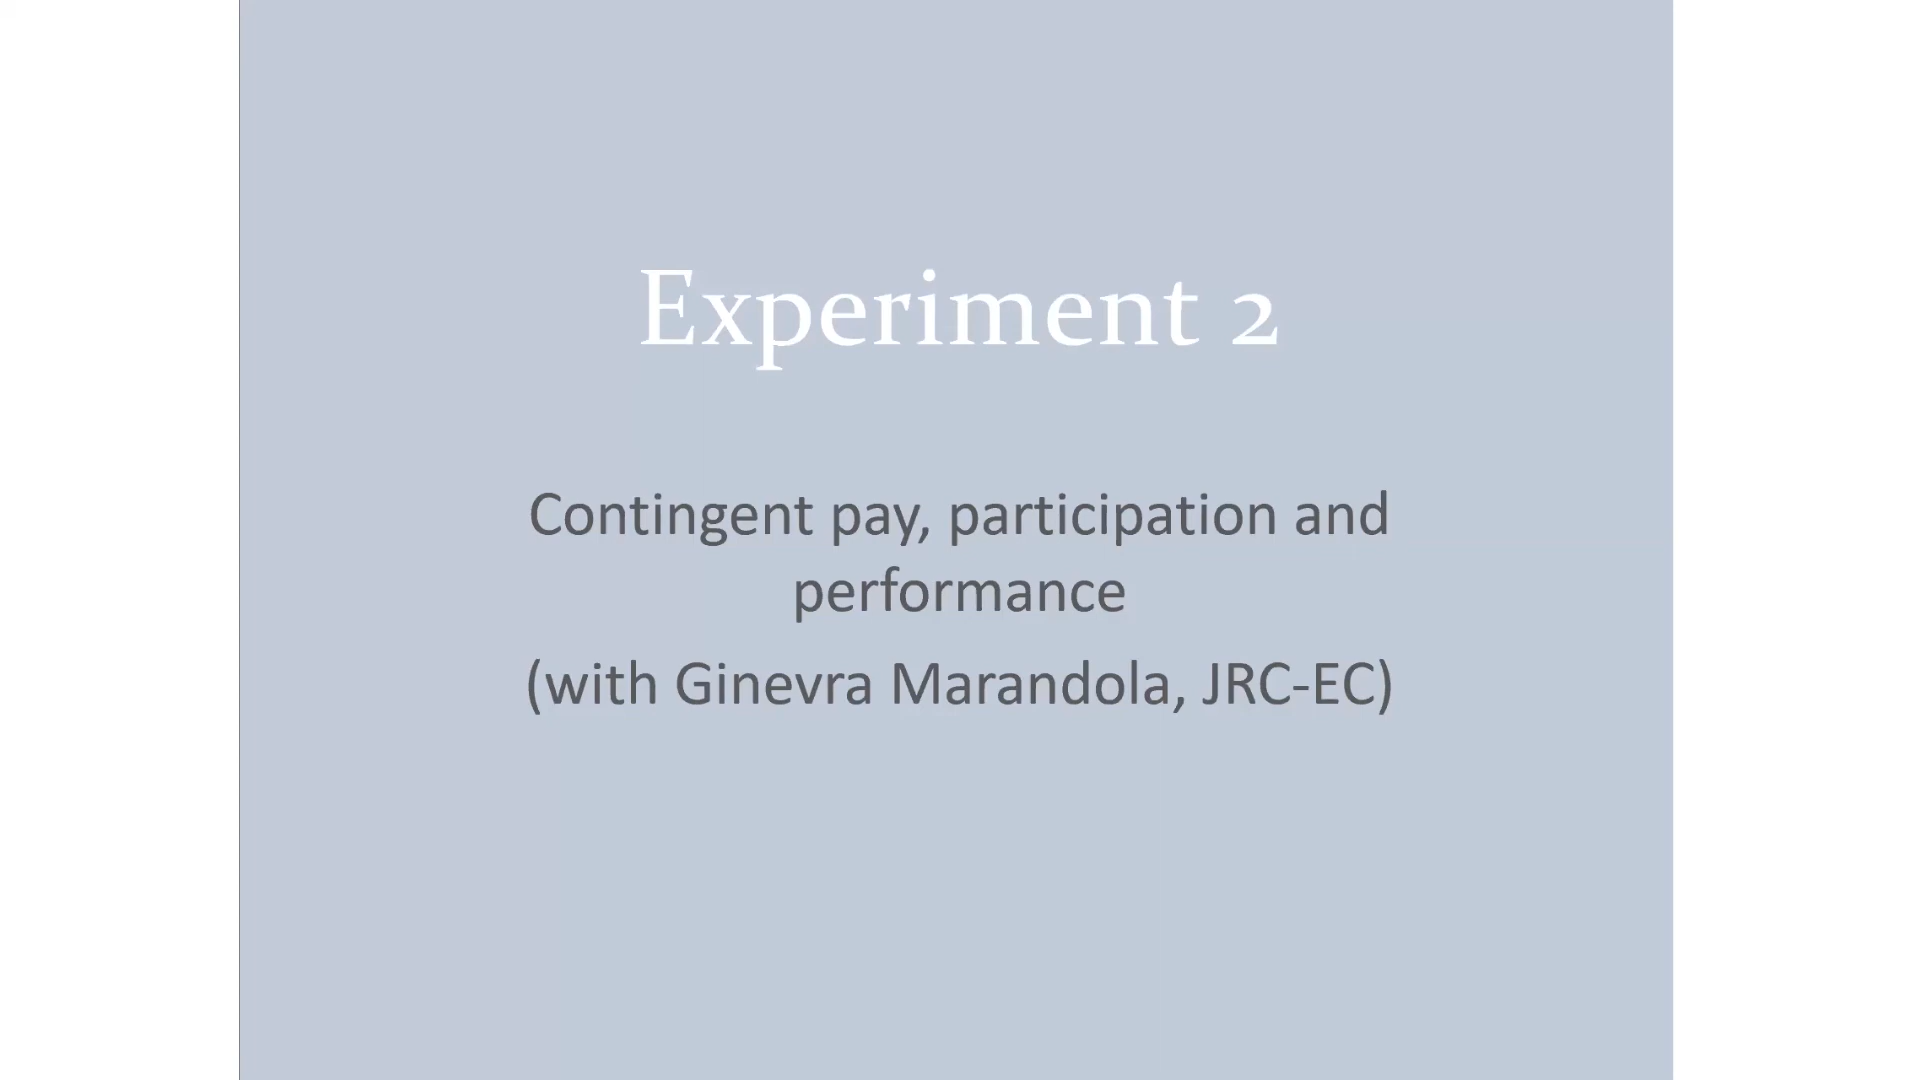 Experiment 2
Contingent pay, participation and
performance
(with Ginevra Marandola, JRC-EC)